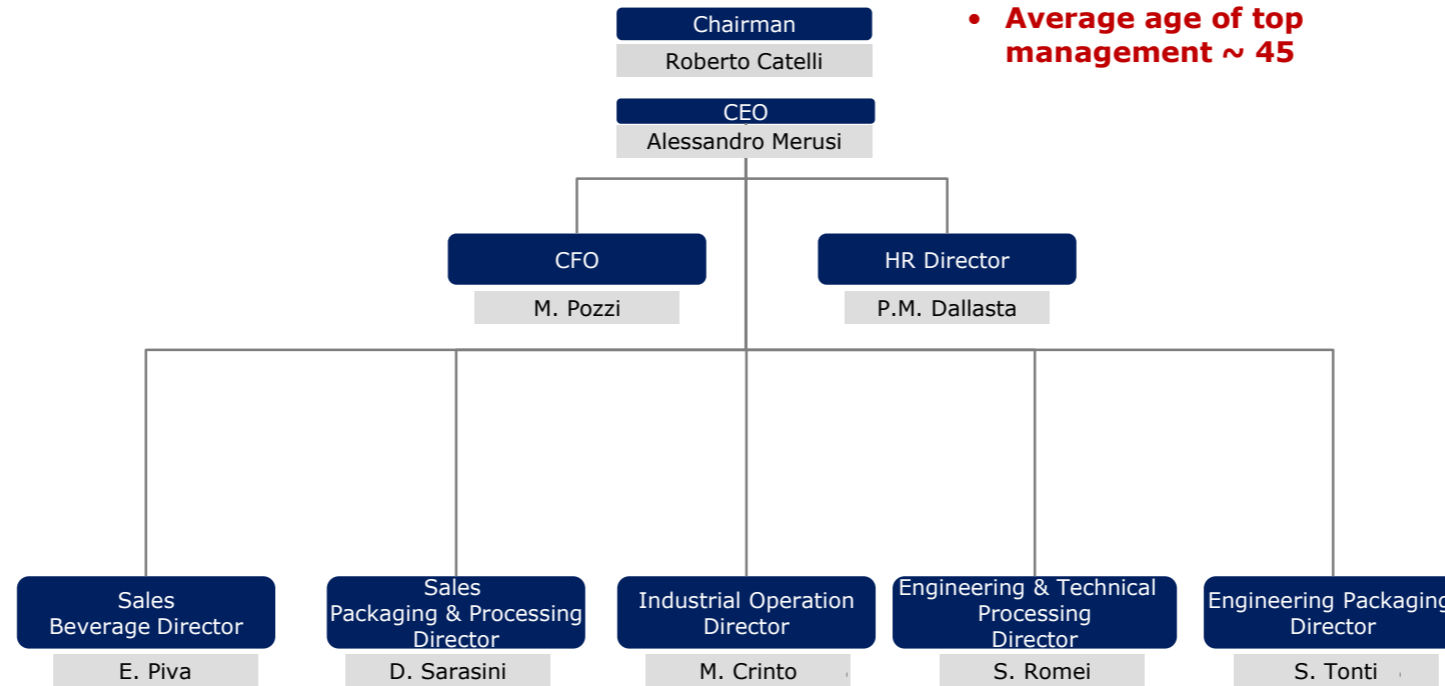 Chairman
Roberto Catelli
• Average age of top
management ~ 45
CEO
Alessandro Merusi
CFO
HR Director
M. Pozzi
P.M. Dallasta
Sales
Beverage Director
E. Piva
Sales
Packaging & Processing
Director
D. Sarasini
Industrial Operation
Director
M. Crinto
Engineering & Technical
Processing
Director
S. Romei
Engineering Packaging
Director
S. Tonti